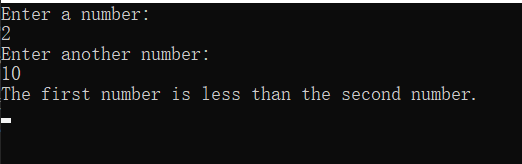 Enter a number:
2
Enter another number:
10
The first number is less than the second number.